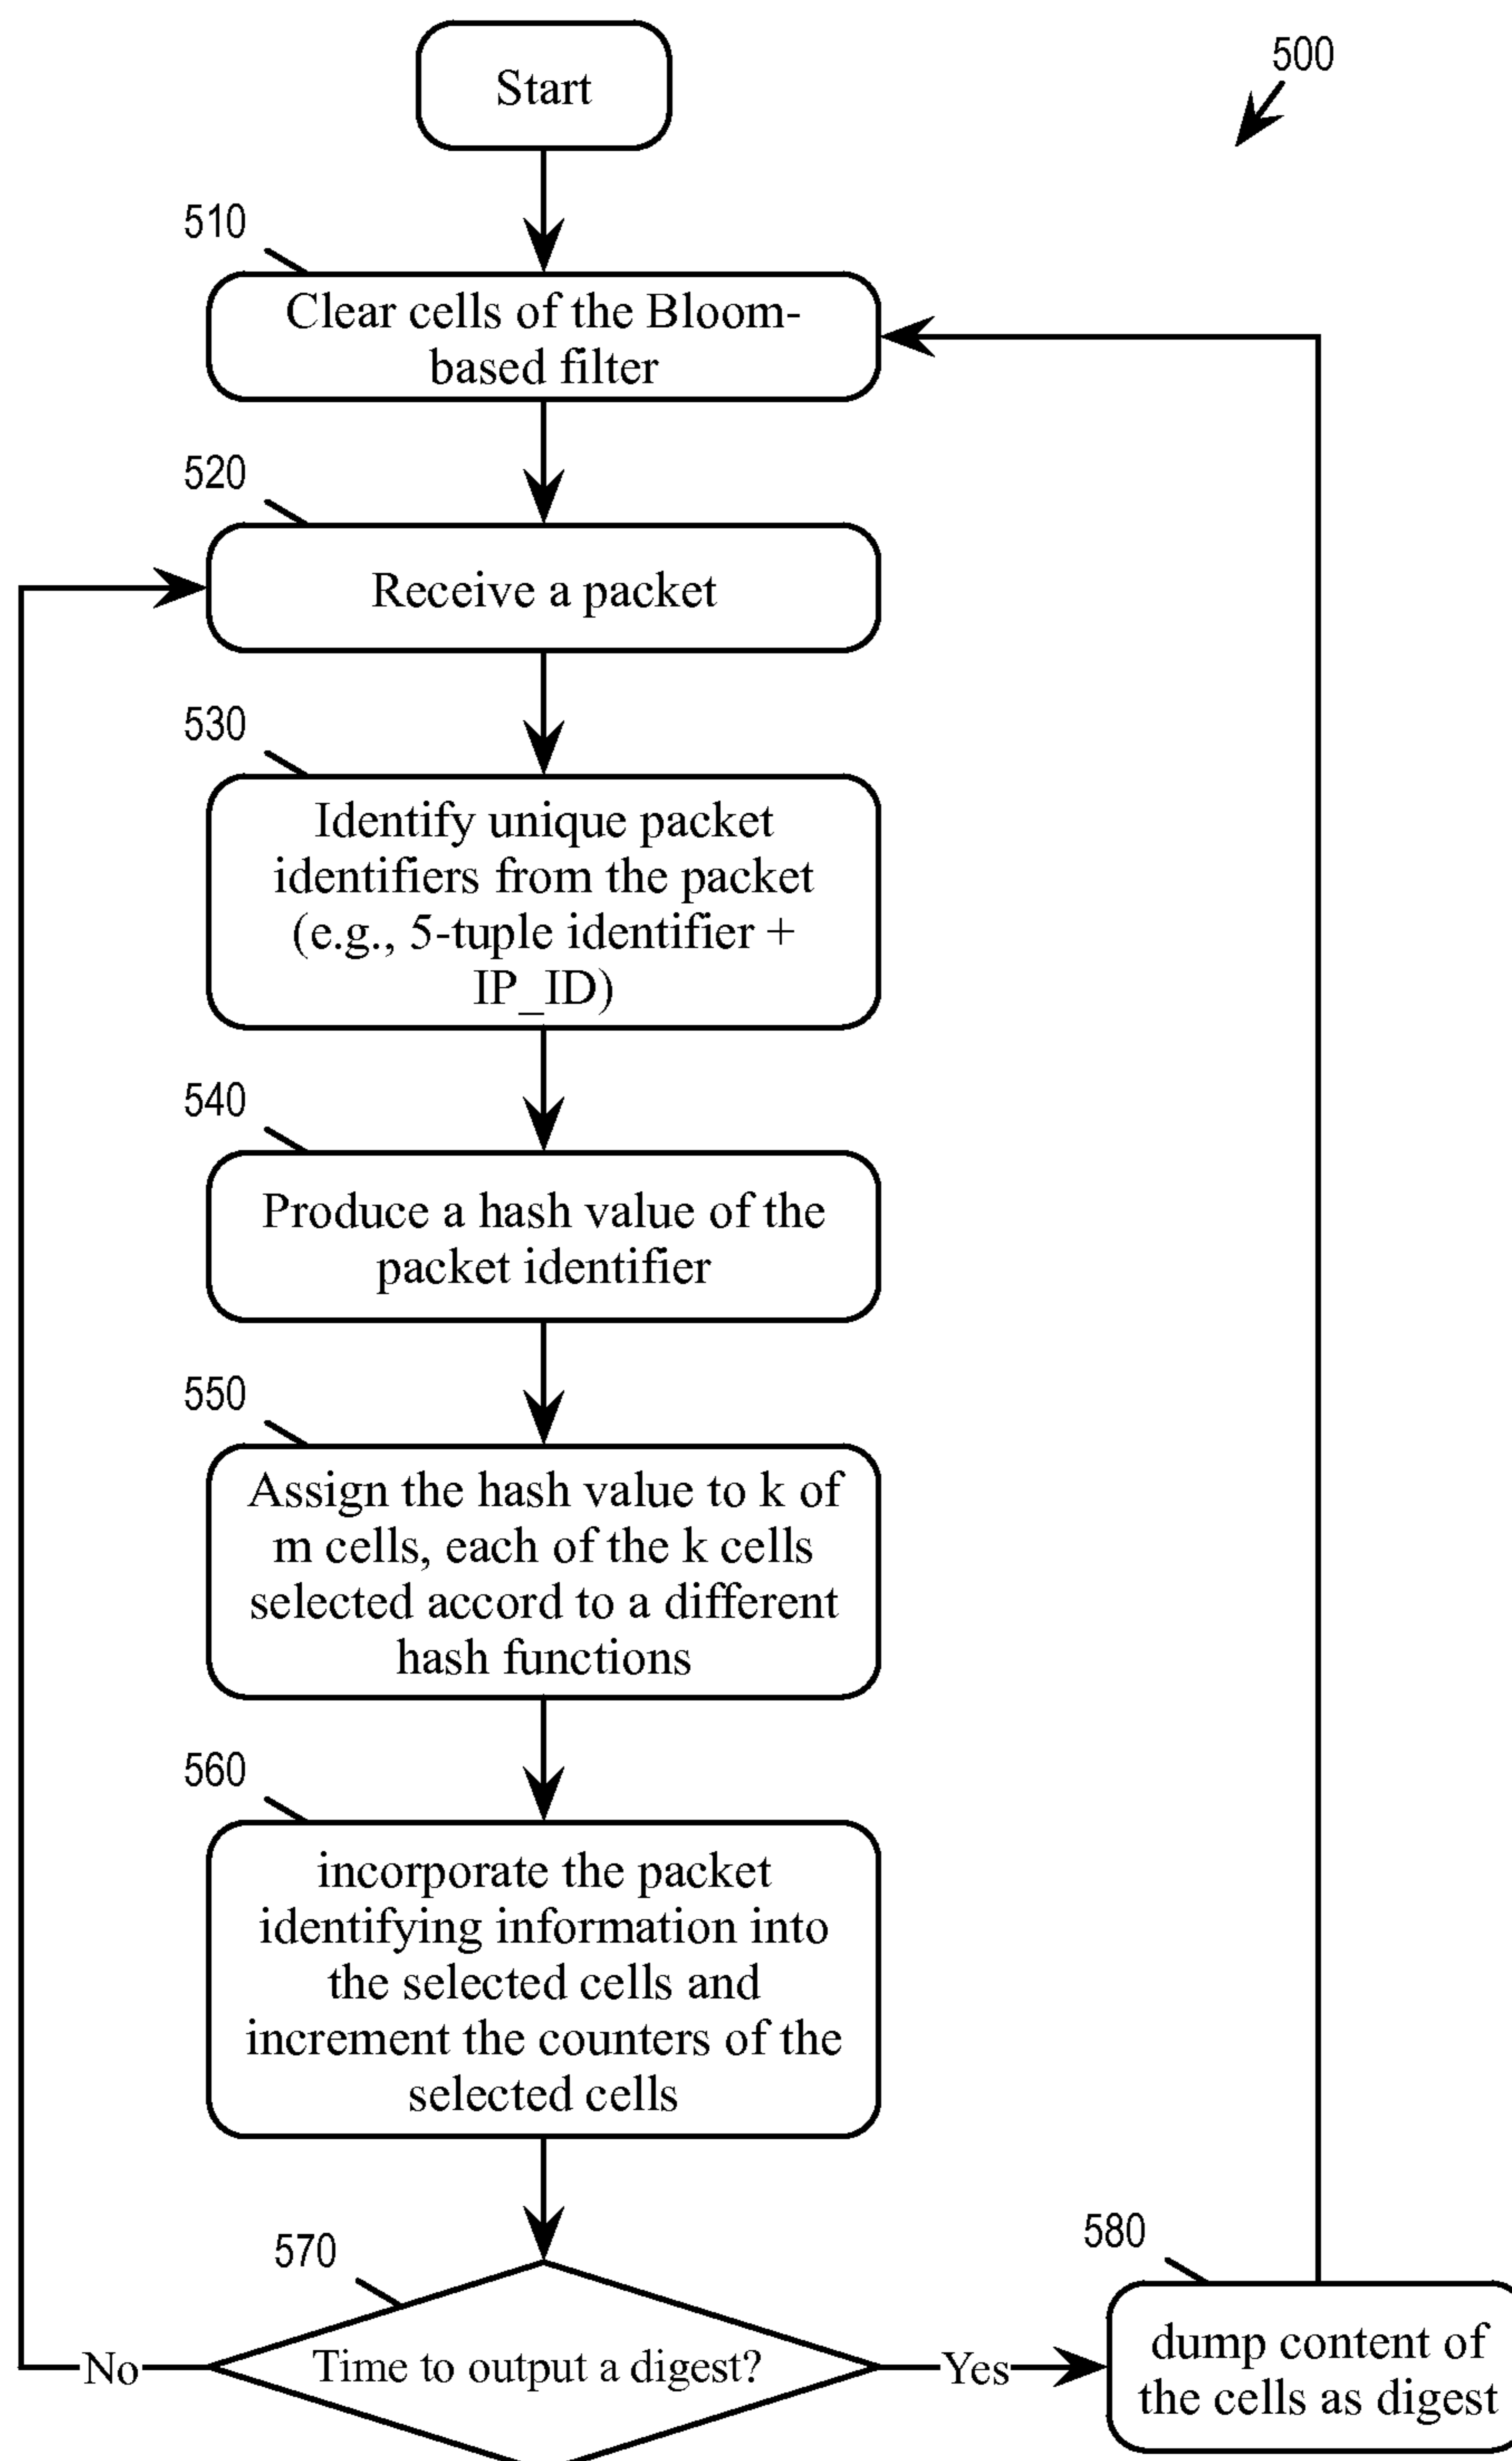 Start
500
510
Clear cells of the Bloom-
based filter
520
Receive a packet
530
Identify unique packet
identifiers from the packet
(e.g., 5-tuple identifier +
IP_ID)
540
Produce a hash value of the
packet identifier
550
Assign the hash value to k of
m cells, each of the k cells
selected accord to a different
hash functions
560
incorporate the packet
identifying information into
the selected cells and
increment the counters of the
selected cells
570
Time to output a digest?
No
Yes
580
dump content of
the cells as digest